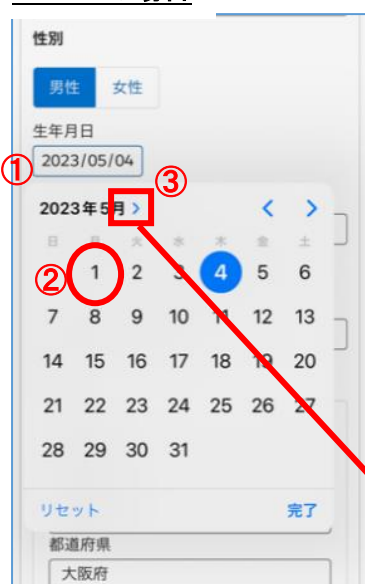 性別
男性 女性
生年月日
① 2023/05/04
③
2023年5月 > < >
日 月 火 水 木 金 土
② 1 2 3 4 5 6
7 8 9 10 11 12 13
14 15 16 17 18 19 20
21 22 23 24 25 26 27
28 29 30 31
リセット 完了
都道府県
大阪府